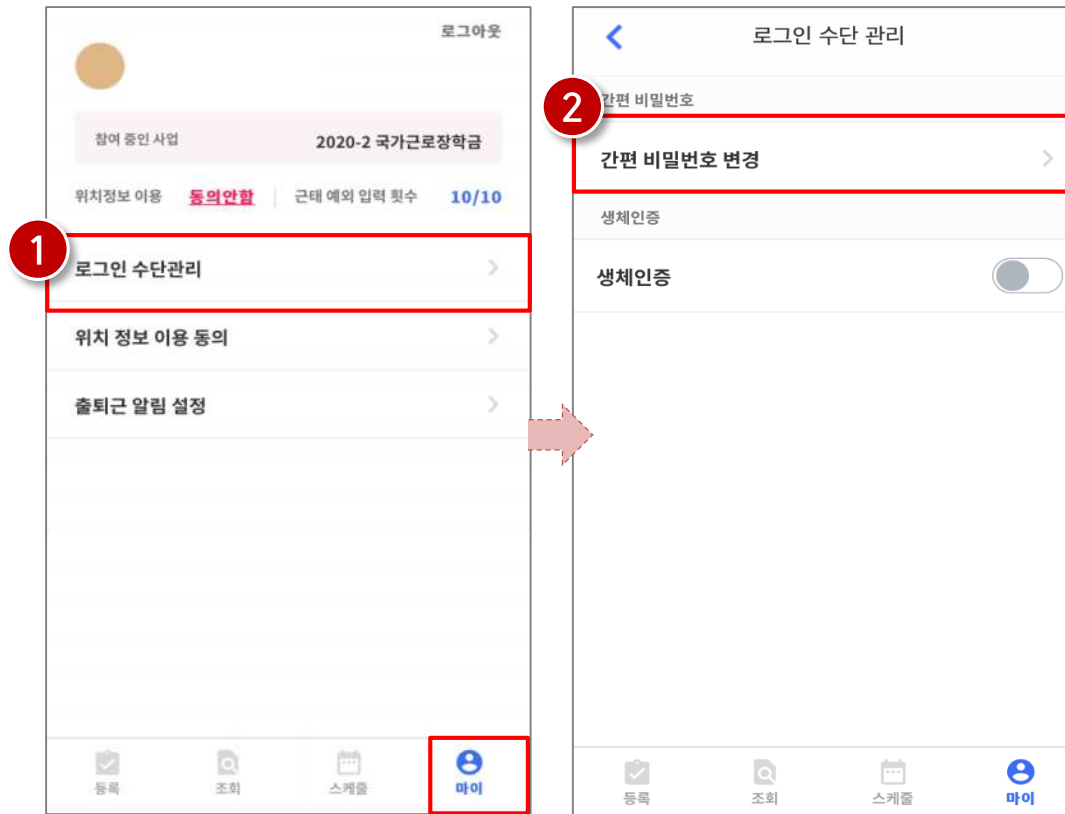 로그아웃
참여 중인 사업 2020-2 국가근로장학금
위치정보 이용 동의안함 근태 예외 입력 횟수 10/10
1
로그인 수단관리
위치 정보 이용 동의
출퇴근 알림 설정
등록 조회 스케줄 마이
로그인 수단 관리
2
간편 비밀번호
간편 비밀번호 변경
생체인증
생체인증
등록 조회 스케줄 마이